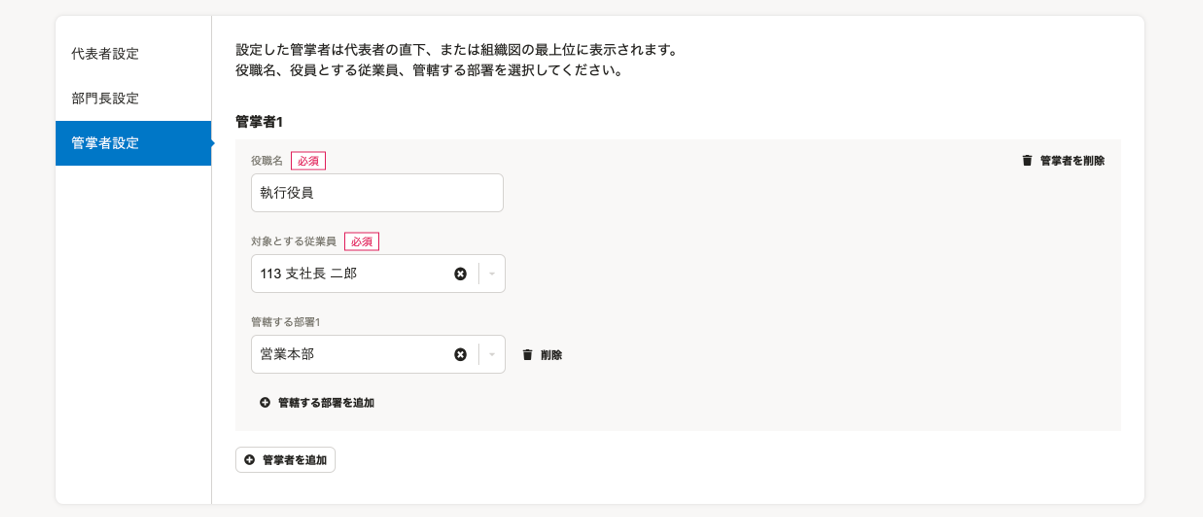 代表者設定
部門長設定
管掌者設定
設定した管掌者は代表者の直下、または組織図の最上位に表示されます。
役職名、役員とする従業員、管轄する部署を選択してください。
管掌者1
役職名 必須
管掌者を削除
執行役員
対象とする従業員 必須
113 支社長 二郎
管轄する部署1
営業本部
削除
管轄する部署を追加
管掌者を追加